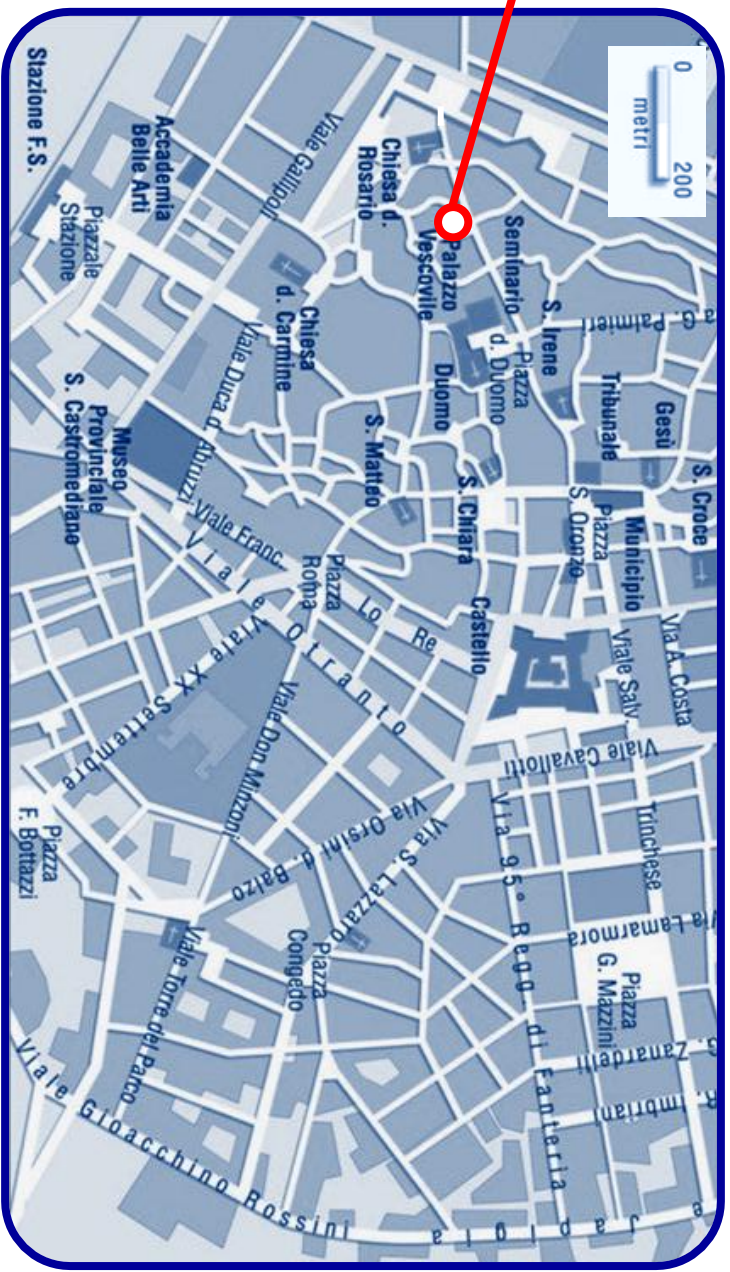 0
200
metri
S. Croce
Gesù
Tribunale
S. Irene
Seminario
Palazzo
Vescovile
Chiesa d.
Rosario
a G. Palmieri
Piazza
d. Duomo
Duomo
S. Matteo
S. Chiara
Piazza
S. Oronzo
Municipio
Via A. Costa
Viale Salv.
Trinchese
Castello
Viale Cavallotti
Via Lamarmora
Piazza
G. Mazzini
G. Zanardelli
R. Imbriani
Via 95° Regg. di Fanteria
e Japigia
Viale Gallipoli
Accademia
Belle Arti
Stazione F.S.
Piazzale
Stazione
Chiesa
d. Carmine
Viale Duca d. Abruzzi
Museo
Provinciale
S. Castromediano
Viale Franc.
Lo Re
Piazza
Roma
Viale Otranto
Viale XX Settembre
Viale Don Minzoni
Via Orsini d. Balzo
Via S. Lazzaro
Piazza
Congedo
Piazza
F. Bottazzi
Viale Torre del Parco
Viale Gioacchino Rossini